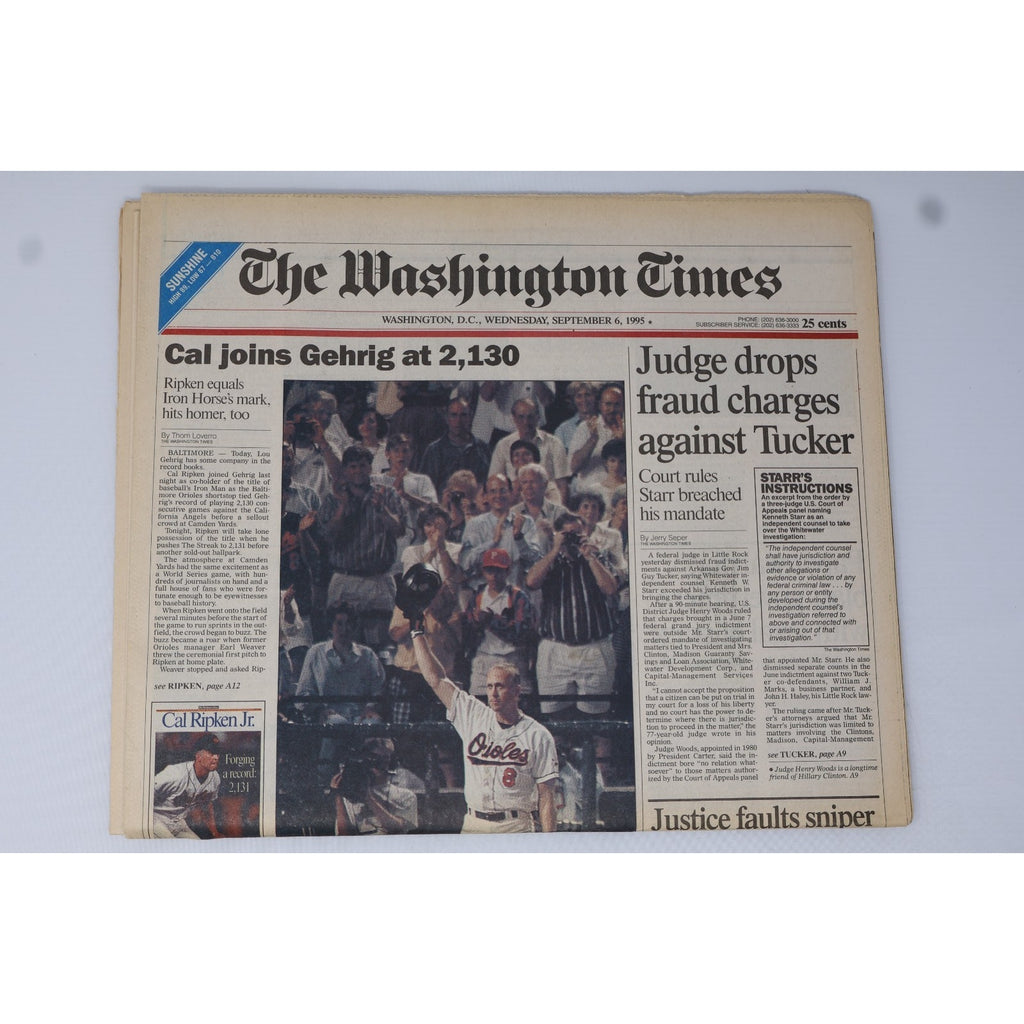 SUNSHINE
HIGH 89, LOW 67 — B10
The Washington Times
WASHINGTON, D.C., WEDNESDAY, SEPTEMBER 6, 1995 *
PHONE: (202) 636-3000
SUBSCRIBER SERVICE: (202) 636-3333
25 cents
Cal joins Gehrig at 2,130
Ripken equals
Iron Horse's mark,
hits homer, too
By Thom Loverro
THE WASHINGTON TIMES
BALTIMORE — Today, Lou
Gehrig has some company in the
record books.
Cal Ripken joined Gehrig last
night as co-holder of the title of
baseball's Iron Man as the Balti-
more Orioles shortstop tied Geh-
rig's record of playing 2,130 con-
secutive games against the Cal-
ifornia Angels before a sellout
crowd at Camden Yards.
Tonight, Ripken will take lone
possession of the title when he
pushes The Streak to 2,131 before
another sold-out ballpark.
The atmosphere at Camden
Yards had the same excitement as
a World Series game, with hun-
dreds of journalists on hand and a
full house of fans who were for-
tunate enough to be eyewitnesses
to baseball history.
When Ripken went onto the field
several minutes before the start of
the game to run sprints in the out-
field, the crowd began to buzz. The
buzz became a roar when former
Orioles manager Earl Weaver
threw the ceremonial first pitch to
Ripken at home plate.
Weaver stopped and asked Rip-
see RIPKEN, page A12
Cal Ripken Jr.
Forging
a record:
2,131
Orioles
8
Judge drops
fraud charges
against Tucker
Court rules
Starr breached
his mandate
By Jerry Seper
THE WASHINGTON TIMES
A federal judge in Little Rock
yesterday dismissed fraud indict-
ments against Arkansas Gov. Jim
Guy Tucker, saying Whitewater in-
dependent counsel Kenneth W.
Starr exceeded his jurisdiction in
bringing the charges.
After a 90-minute hearing, U.S.
District Judge Henry Woods ruled
that charges brought in a June 7
federal grand jury indictment
were outside Mr. Starr's court-
ordered mandate of investigating
matters tied to President and Mrs.
Clinton, Madison Guaranty Sav-
ings and Loan Association, White-
water Development Corp., and
Capital-Management Services
Inc.
"I cannot accept the proposition
that a citizen can be put on trial in
my court for a loss of his liberty
and no court has the power to de-
termine where there is jurisdic-
tion to proceed in the matter," the
77-year-old judge wrote in his
opinion.
Judge Woods, appointed in 1980
by President Carter, said the in-
dictment bore "no relation what-
soever" to those matters author-
ized by the Court of Appeals panel
STARR'S
INSTRUCTIONS
An excerpt from the order by
a three-judge U.S. Court of
Appeals panel naming
Kenneth Starr as an
independent counsel to take
over the Whitewater
investigation:
"The independent counsel
shall have jurisdiction and
authority to investigate
other allegations or
evidence or violation of any
federal criminal law . . . by
any person or entity
developed during the
independent counsel's
investigation referred to
above and connected with
or arising out of that
investigation."
The Washington Times
that appointed Mr. Starr. He also
dismissed separate counts in the
June indictment against two Tuck-
er co-defendants, William J.
Marks, a business partner, and
John H. Haley, his Little Rock law-
yer.
The ruling came after Mr. Tuck-
er's attorneys argued that Mr.
Starr's jurisdiction was limited to
matters involving the Clintons,
Madison, Capital-Management
see TUCKER, page A9
● Judge Henry Woods is a longtime
friend of Hillary Clinton. A9
Justice faults sniper